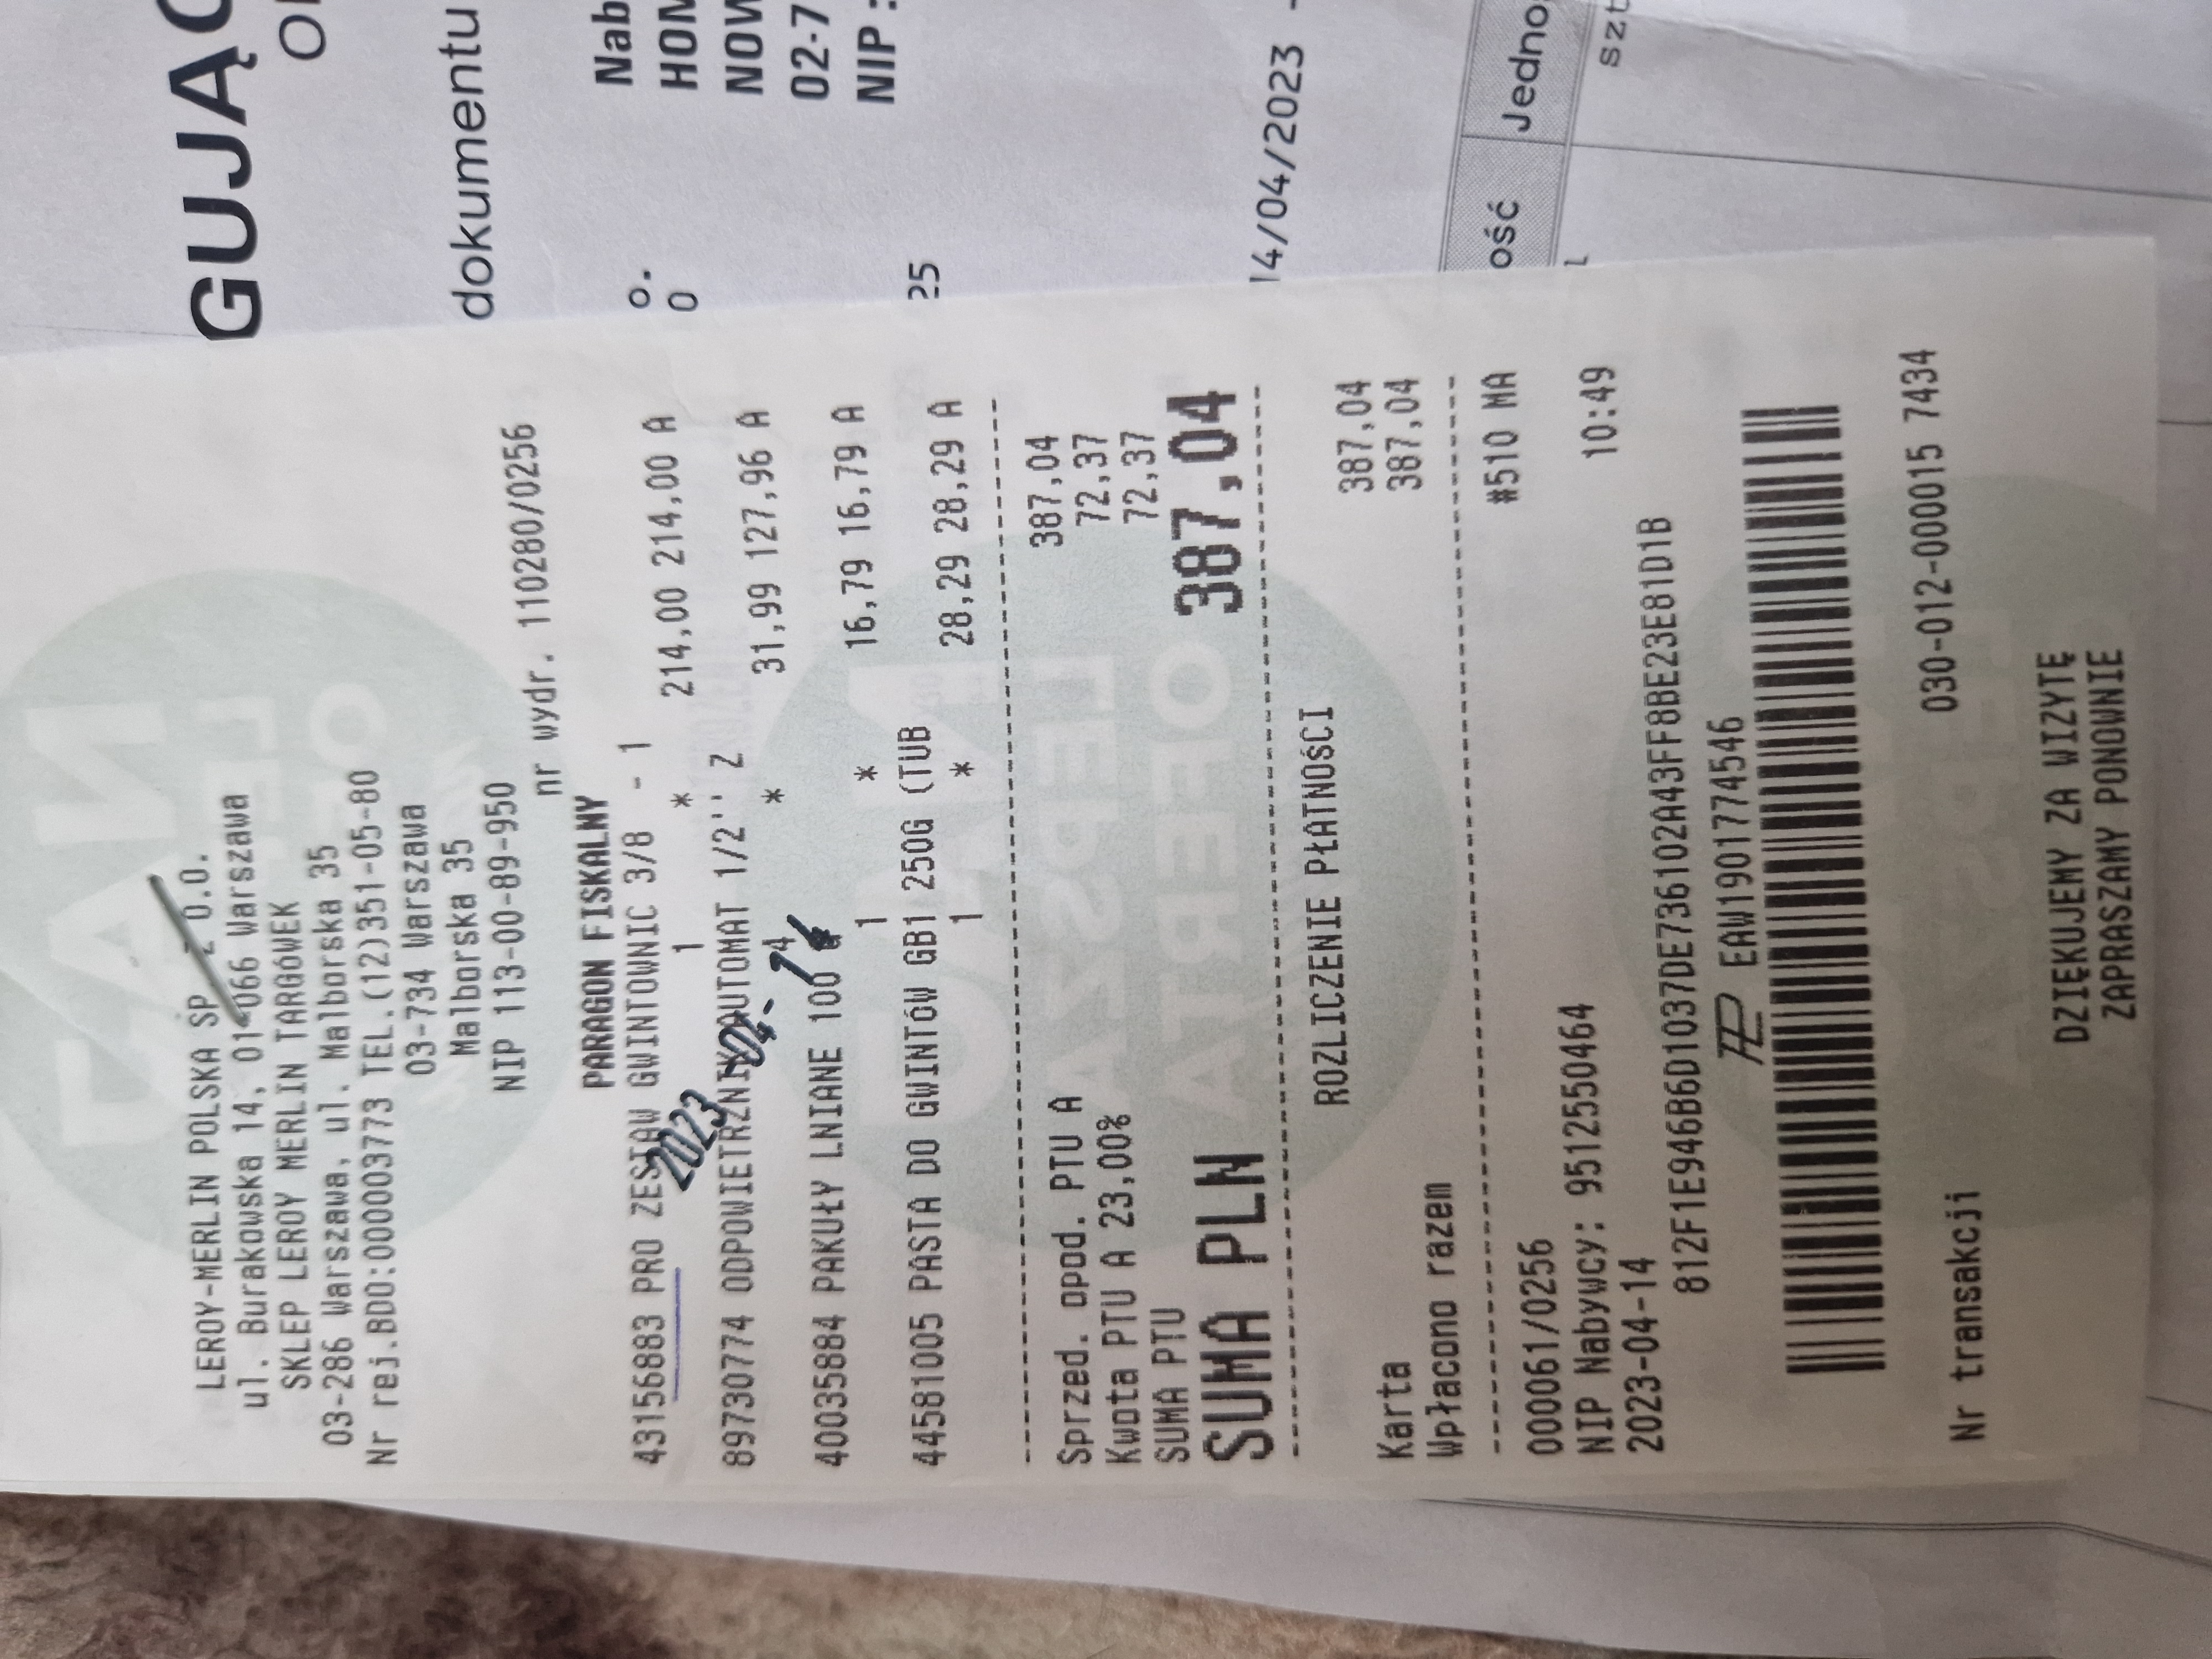 LEROY-MERLIN POLSKA SP. Z O.O.
ul. Burakowska 14, 01-066 Warszawa
SKLEP LEROY MERLIN TARGÓWEK
03-286 Warszawa, ul. Malborska 35
Nr rej.BDO:000003773 TEL.(12)351-05-80
03-734 Warszawa
Malborska 35
NIP 113-00-89-950
nr wydr. 110280/0256
PARAGON FISKALNY
43156883 PRO ZESTAW GWINTOWNIC 3/8 - 1
1 * 214,00 214,00 A
2023-04-14
89730774 ODPOWIETRZNIK AUTOMAT 1/2'' Z
4 * 31,99 127,96 A
40035884 PAKUŁY LNIANE 100
1 * 16,79 16,79 A
44581005 PASTA DO GWINTÓW GB1 250G (TUB
1 * 28,29 28,29 A
Sprzed. opod. PTU A 387,04
Kwota PTU A 23,00% 72,37
SUMA PTU 72,37
SUMA PLN 387,04
ROZLICZENIE PŁATNOŚCI
Karta 387,04
Wpłacono razem 387,04
000061/0256 #510 MA
NIP Nabywcy: 9512550464
2023-04-14 10:49
812F1E946B6D1037DE736102A43FF8BE23E81D1B
EAW1901774546
Nr transakcji 030-012-000015 7434
DZIĘKUJEMY ZA WIZYTĘ
ZAPRASZAMY PONOWNIE
NAJ
LEPSZA
OFERTA
dokumentu
o.
0
25
NIP :
02-7
14/04/2023 -
ość
szt